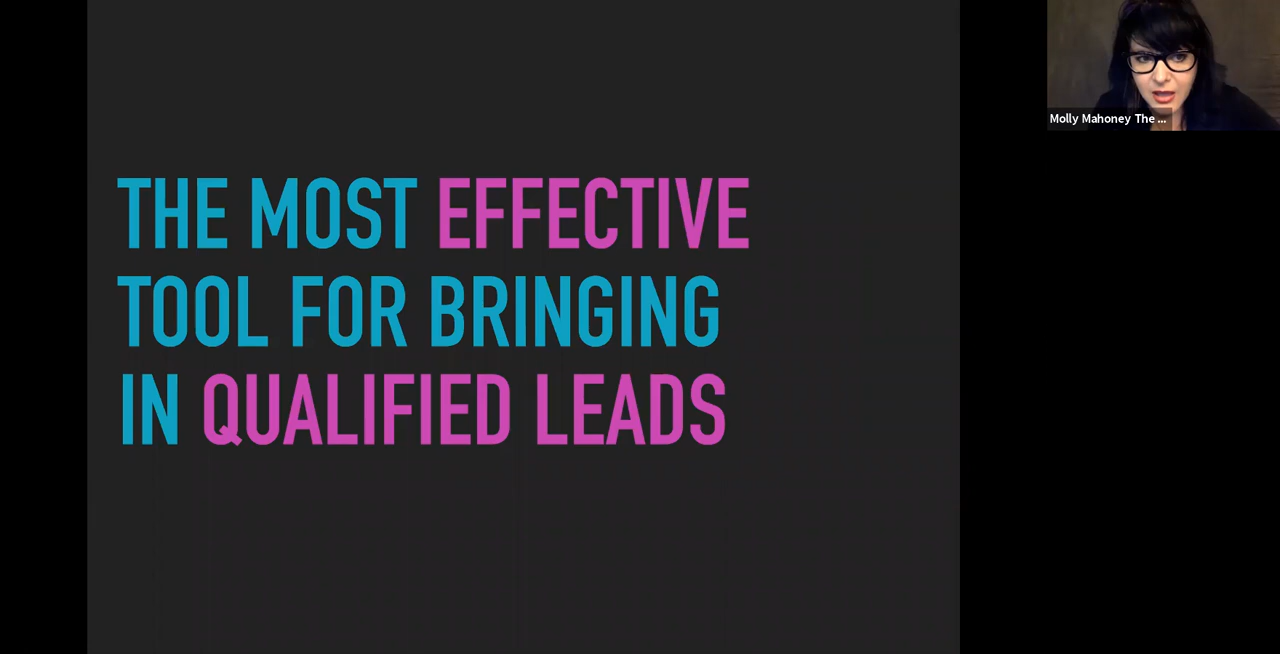 THE MOST EFFECTIVE
TOOL FOR BRINGING
IN QUALIFIED LEADS
Molly Mahoney The ...